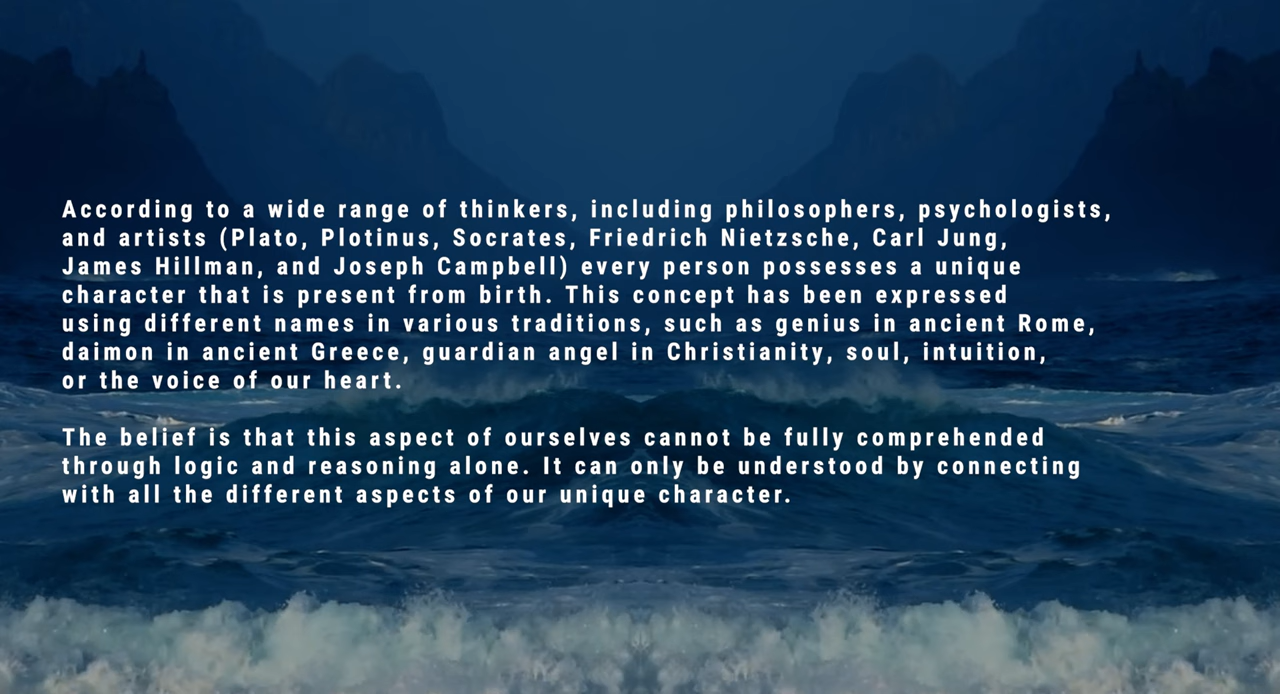 According to a wide range of thinkers, including philosophers, psychologists,
and artists (Plato, Plotinus, Socrates, Friedrich Nietzsche, Carl Jung,
James Hillman, and Joseph Campbell) every person possesses a unique
character that is present from birth. This concept has been expressed
using different names in various traditions, such as genius in ancient Rome,
daimon in ancient Greece, guardian angel in Christianity, soul, intuition,
or the voice of our heart.
The belief is that this aspect of ourselves cannot be fully comprehended
through logic and reasoning alone. It can only be understood by connecting
with all the different aspects of our unique character.